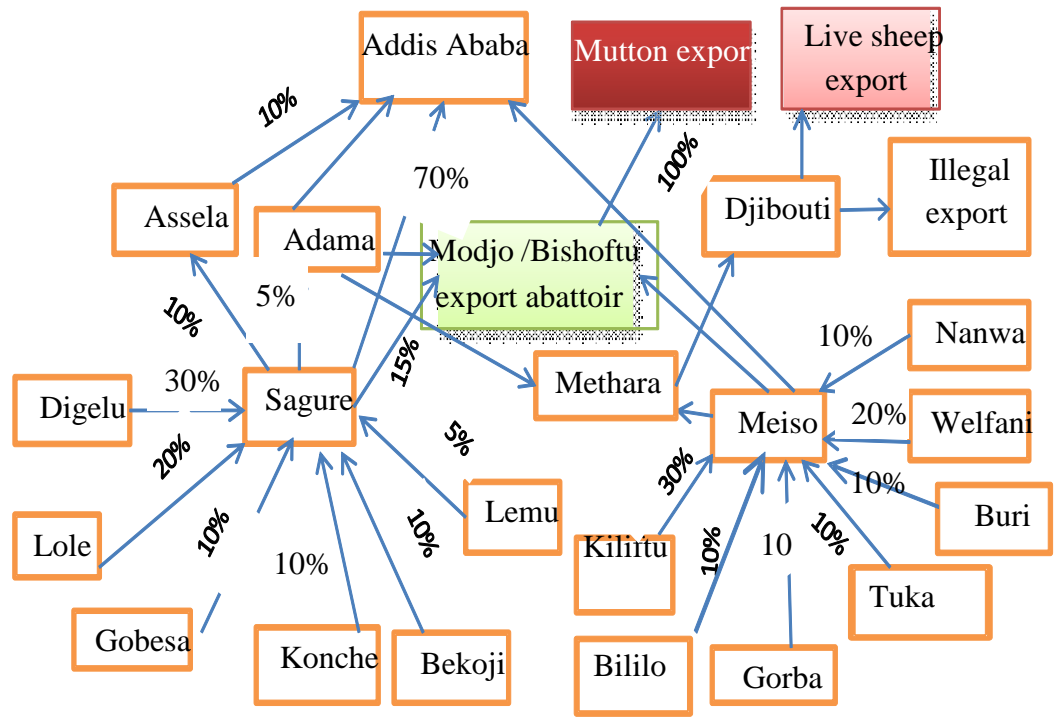 Addis Ababa
Mutton expor
Live sheep
export
10%
100%
70%
Illegal
export
Assela
Adama
Djibouti
Modjo /Bishoftu
export abattoir
5%
10%
15%
10%
Nanwa
30%
Methara
Digelu
Sagure
Meiso
20%
Welfani
20%
5%
30%
10%
Lole
10%
10%
Lemu
Kiliftu
10%
10
10%
Buri
10%
Tuka
Gobesa
Konche
Bekoji
Bililo
Gorba